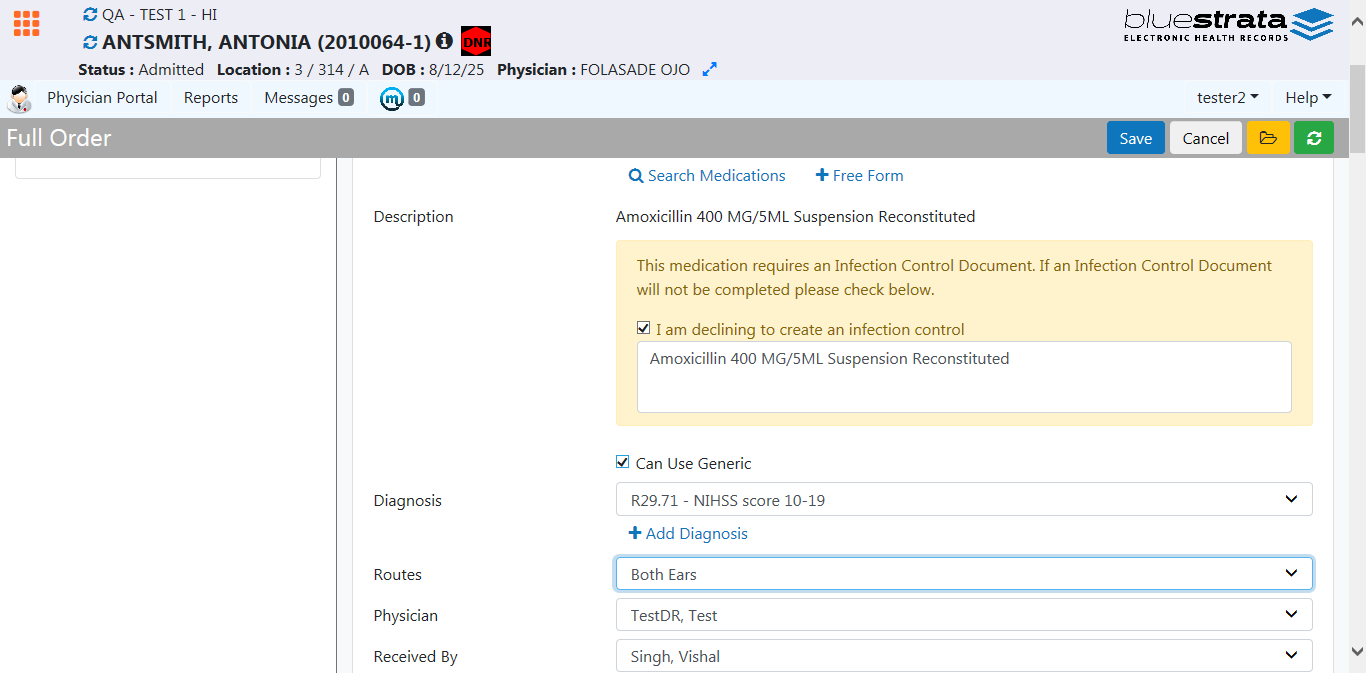 QA - TEST 1 - HI
ANTSMITH, ANTONIA (2010064-1) DNR
Status : Admitted Location : 3 / 314 / A DOB : 8/12/25 Physician : FOLASADE OJO
bluestrata
ELECTRONIC HEALTH RECORDS
Physician Portal Reports Messages 0 m 0 tester2 Help
Full Order Save Cancel
Search Medications Free Form
Description Amoxicillin 400 MG/5ML Suspension Reconstituted
This medication requires an Infection Control Document. If an Infection Control Document
will not be completed please check below.
I am declining to create an infection control
Amoxicillin 400 MG/5ML Suspension Reconstituted
Can Use Generic
Diagnosis R29.71 - NIHSS score 10-19
Add Diagnosis
Routes Both Ears
Physician TestDR, Test
Received By Singh, Vishal